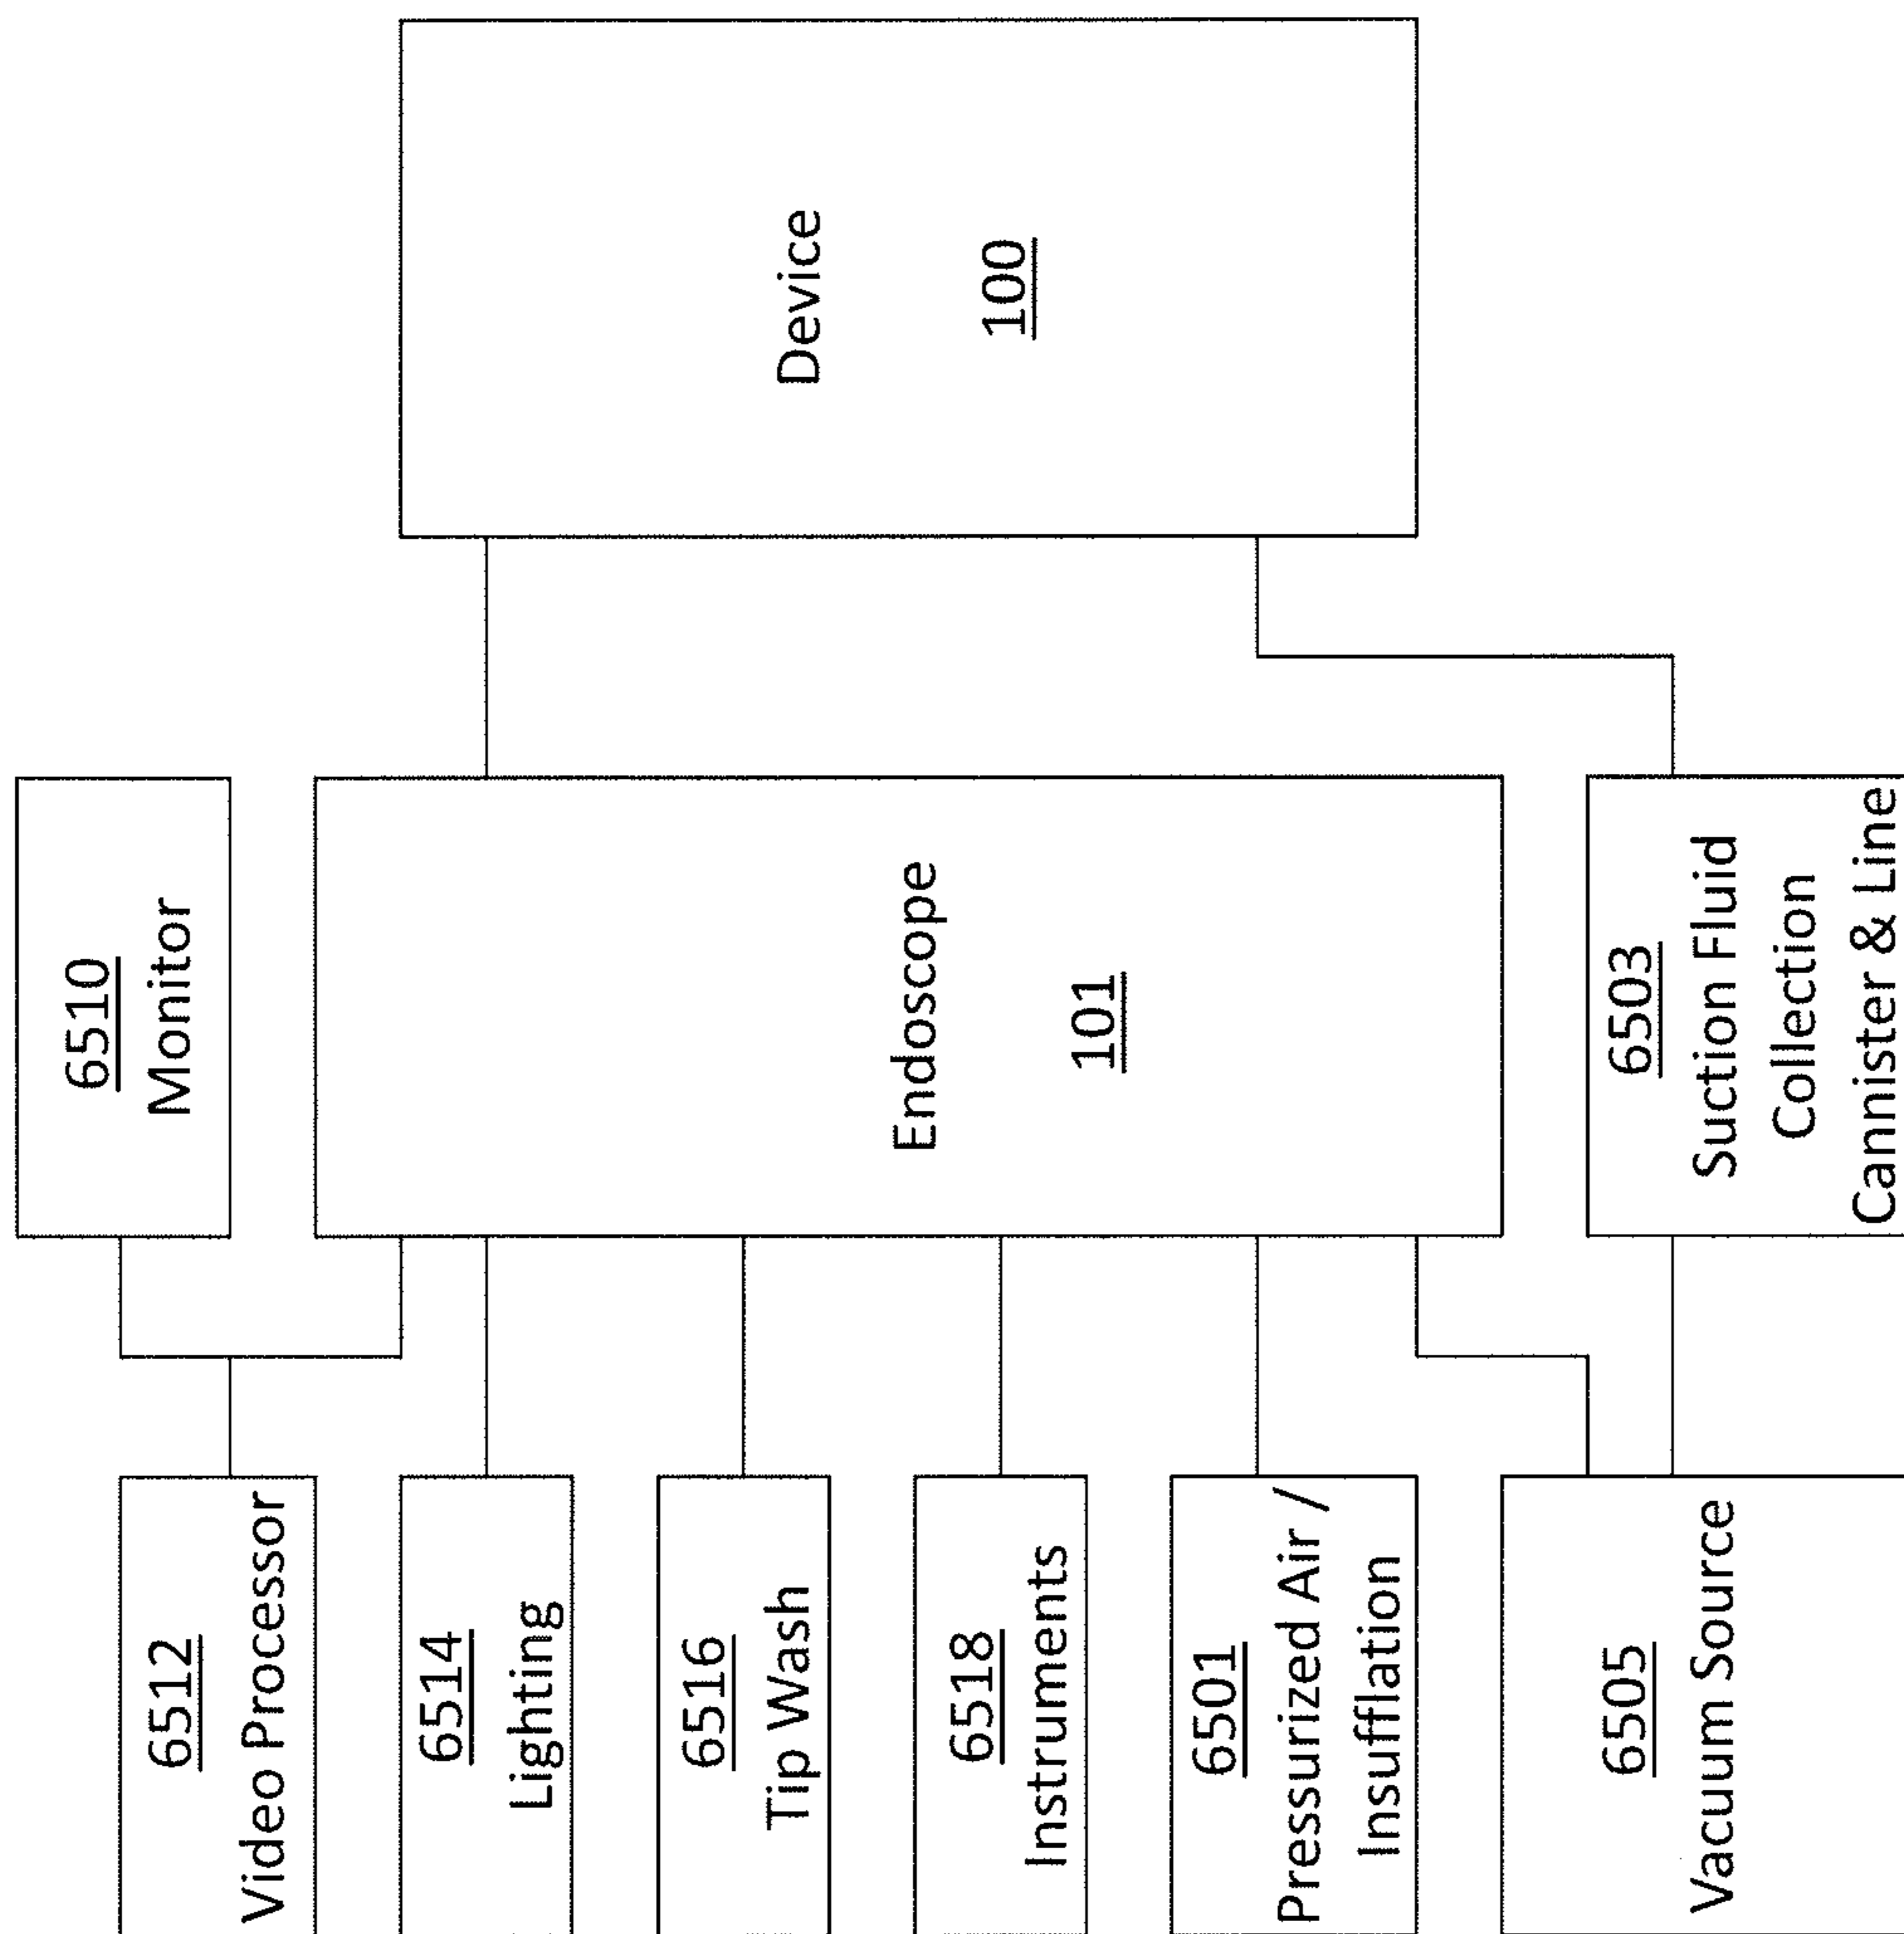 6512
Video Processor
6514
Lighting
6516
Tip Wash
6518
Instruments
6501
Pressurized Air /
Insufflation
6505
Vacuum Source
6510
Monitor
Endoscope
101
6503
Suction Fluid
Collection
Cannister & Line
Device
100